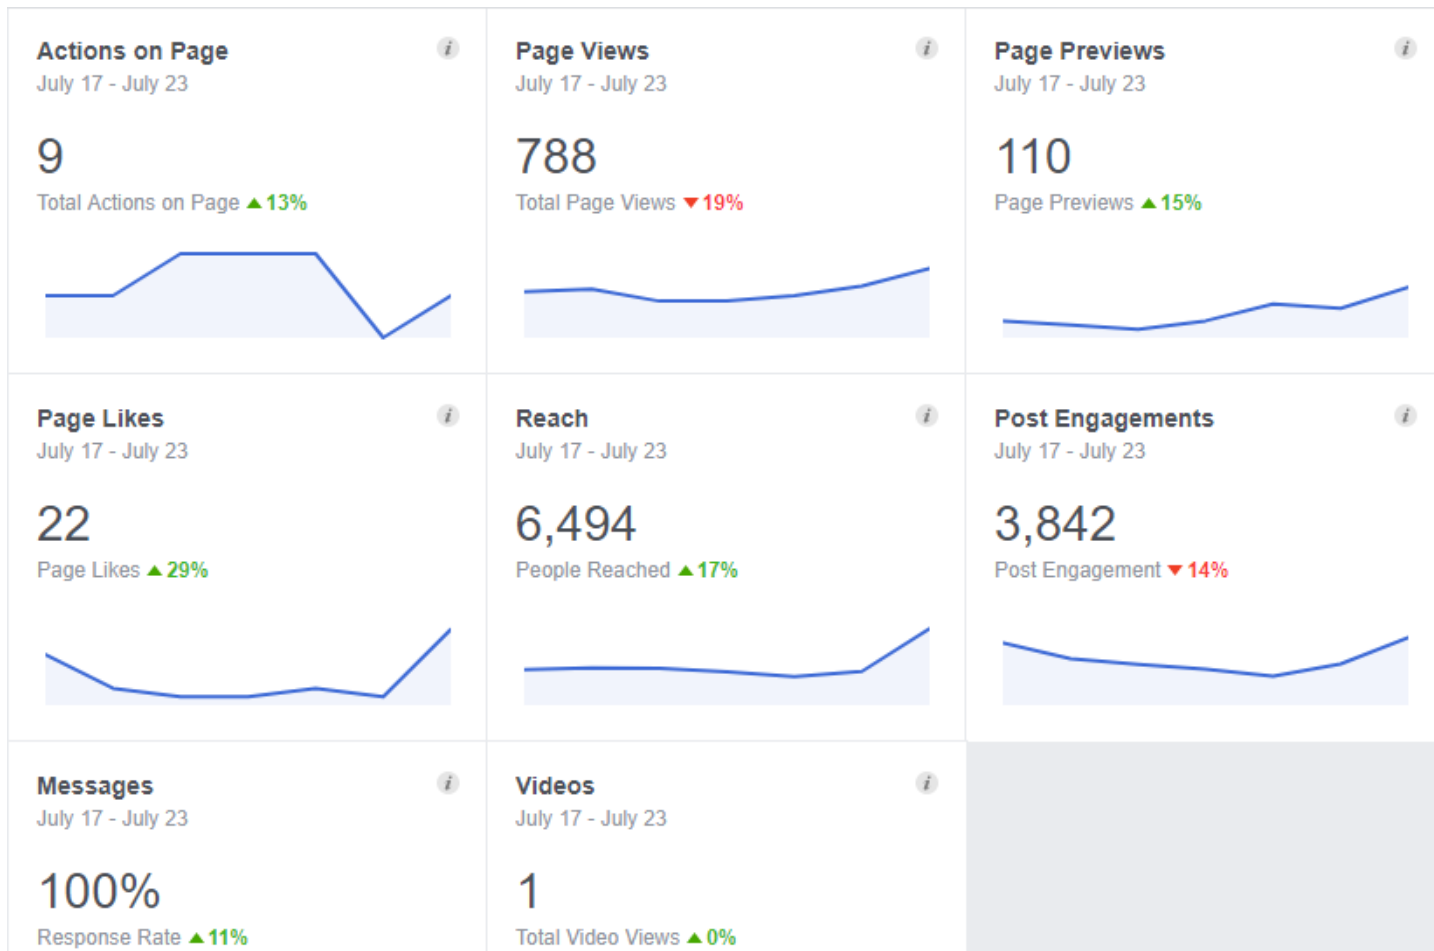 Actions on Page
July 17 - July 23
9
Total Actions on Page ▲ 13%
Page Views
July 17 - July 23
788
Total Page Views ▼ 19%
Page Previews
July 17 - July 23
110
Page Previews ▲ 15%
Page Likes
July 17 - July 23
22
Page Likes ▲ 29%
Reach
July 17 - July 23
6,494
People Reached ▲ 17%
Post Engagements
July 17 - July 23
3,842
Post Engagement ▼ 14%
Messages
July 17 - July 23
100%
Response Rate ▲ 11%
Videos
July 17 - July 23
1
Total Video Views ▲ 0%